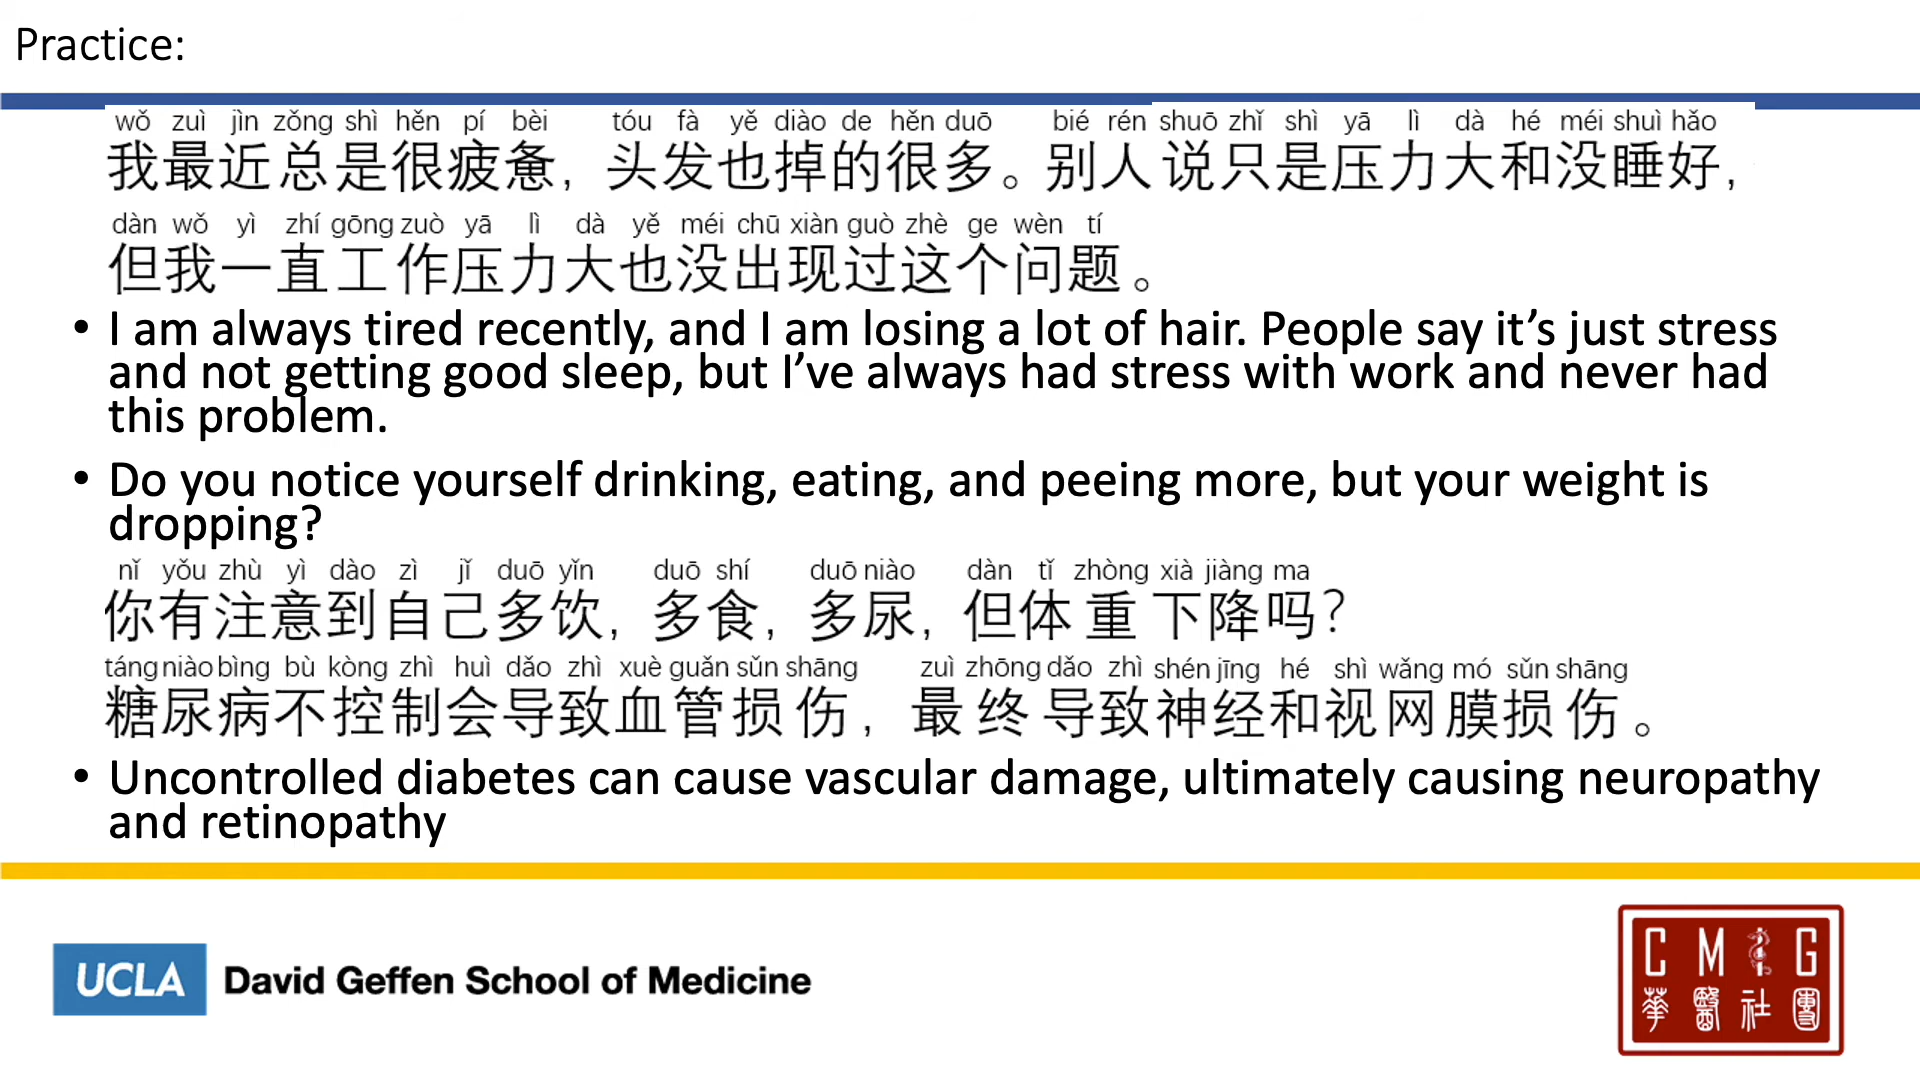 Practice:
wǒ zuì jìn zǒng shì hěn pí bèi tóu fà yě diào de hěn duō bié rén shuō zhǐ shì yā lì dà hé méi shuì hǎo
我最近总是很疲惫，头发也掉的很多。别人说只是压力大和没睡好，
dàn wǒ yì zhí gōng zuò yā lì dà yě méi chū xiàn guò zhè ge wèn tí
但我一直工作压力大也没出现过这个问题。
• I am always tired recently, and I am losing a lot of hair. People say it’s just stress
and not getting good sleep, but I’ve always had stress with work and never had
this problem.
• Do you notice yourself drinking, eating, and peeing more, but your weight is
dropping?
nǐ yǒu zhù yì dào zì jǐ duō yǐn duō shí duō niào dàn tǐ zhòng xià jiàng ma
你有注意到自己多饮，多食，多尿，但体重下降吗？
táng niào bìng bù kòng zhì huì dǎo zhì xuè guǎn sǔn shāng zuì zhōng dǎo zhì shén jīng hé shì wǎng mó sǔn shāng
糖尿病不控制会导致血管损伤，最终导致神经和视网膜损伤。
• Uncontrolled diabetes can cause vascular damage, ultimately causing neuropathy
and retinopathy
UCLA David Geffen School of Medicine
C M G
華醫社團